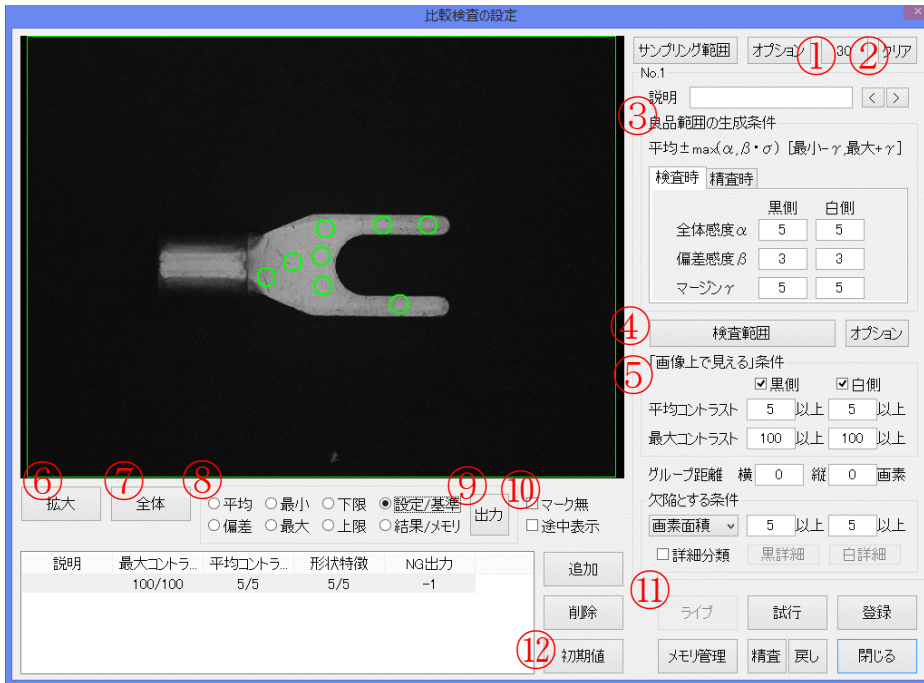 比較検査の設定
サンプリング範囲 オプション ① 30 ② クリア
No.1
説明 < >
③ 良品範囲の生成条件
平均±max(α,β・σ) [最小-γ,最大+γ]
検査時 精査時
黒側 白側
全体感度α 5 5
偏差感度β 3 3
マージンγ 5 5
④ 検査範囲 オプション
⑤ 「画像上で見える」条件
黒側 白側
平均コントラスト 5 以上 5 以上
最大コントラスト 100 以上 100 以上
グループ距離 横 0 縦 0 画素
欠陥とする条件
画素面積 5 以上 5 以上
詳細分類 黒詳細 白詳細
⑥ 拡大 ⑦ 全体 ⑧ ⑨ 出力 ⑩
平均 最小 下限 設定/基準 マーク無
偏差 最大 上限 結果/メモリ 途中表示
説明 最大コントラ... 平均コントラ... 形状特徴 NG出力
100/100 5/5 5/5 -1
追加
削除
⑫ 初期値
⑪ ライブ 試行 登録
メモリ管理 精査 戻し 閉じる